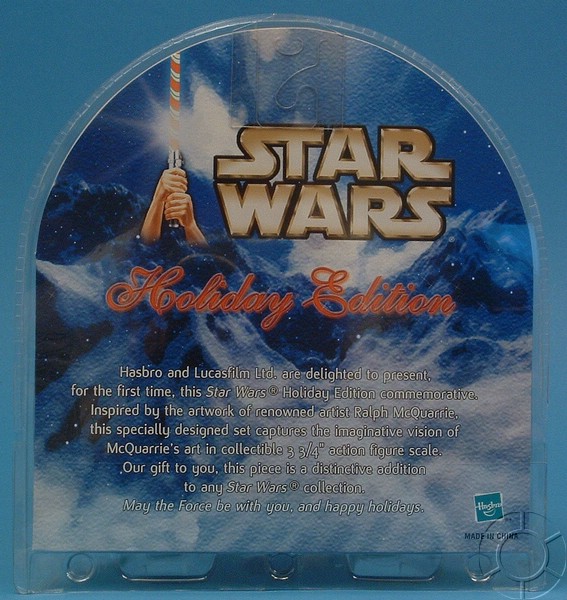 STAR
WARS
Holiday Edition
Hasbro and Lucasfilm Ltd. are delighted to present,
for the first time, this Star Wars® Holiday Edition commemorative.
Inspired by the artwork of renowned artist Ralph McQuarrie,
this specially designed set captures the imaginative vision of
McQuarrie's art in collectible 3 3/4" action figure scale.
Our gift to you, this piece is a distinctive addition
to any Star Wars® collection.
May the Force be with you, and happy holidays.
Hasbro
MADE IN CHINA